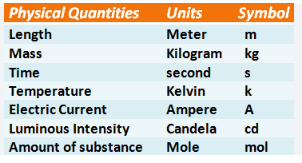 Physical Quantities Units Symbol
Length Meter m
Mass Kilogram kg
Time second s
Temperature Kelvin k
Electric Current Ampere A
Luminous Intensity Candela cd
Amount of substance Mole mol